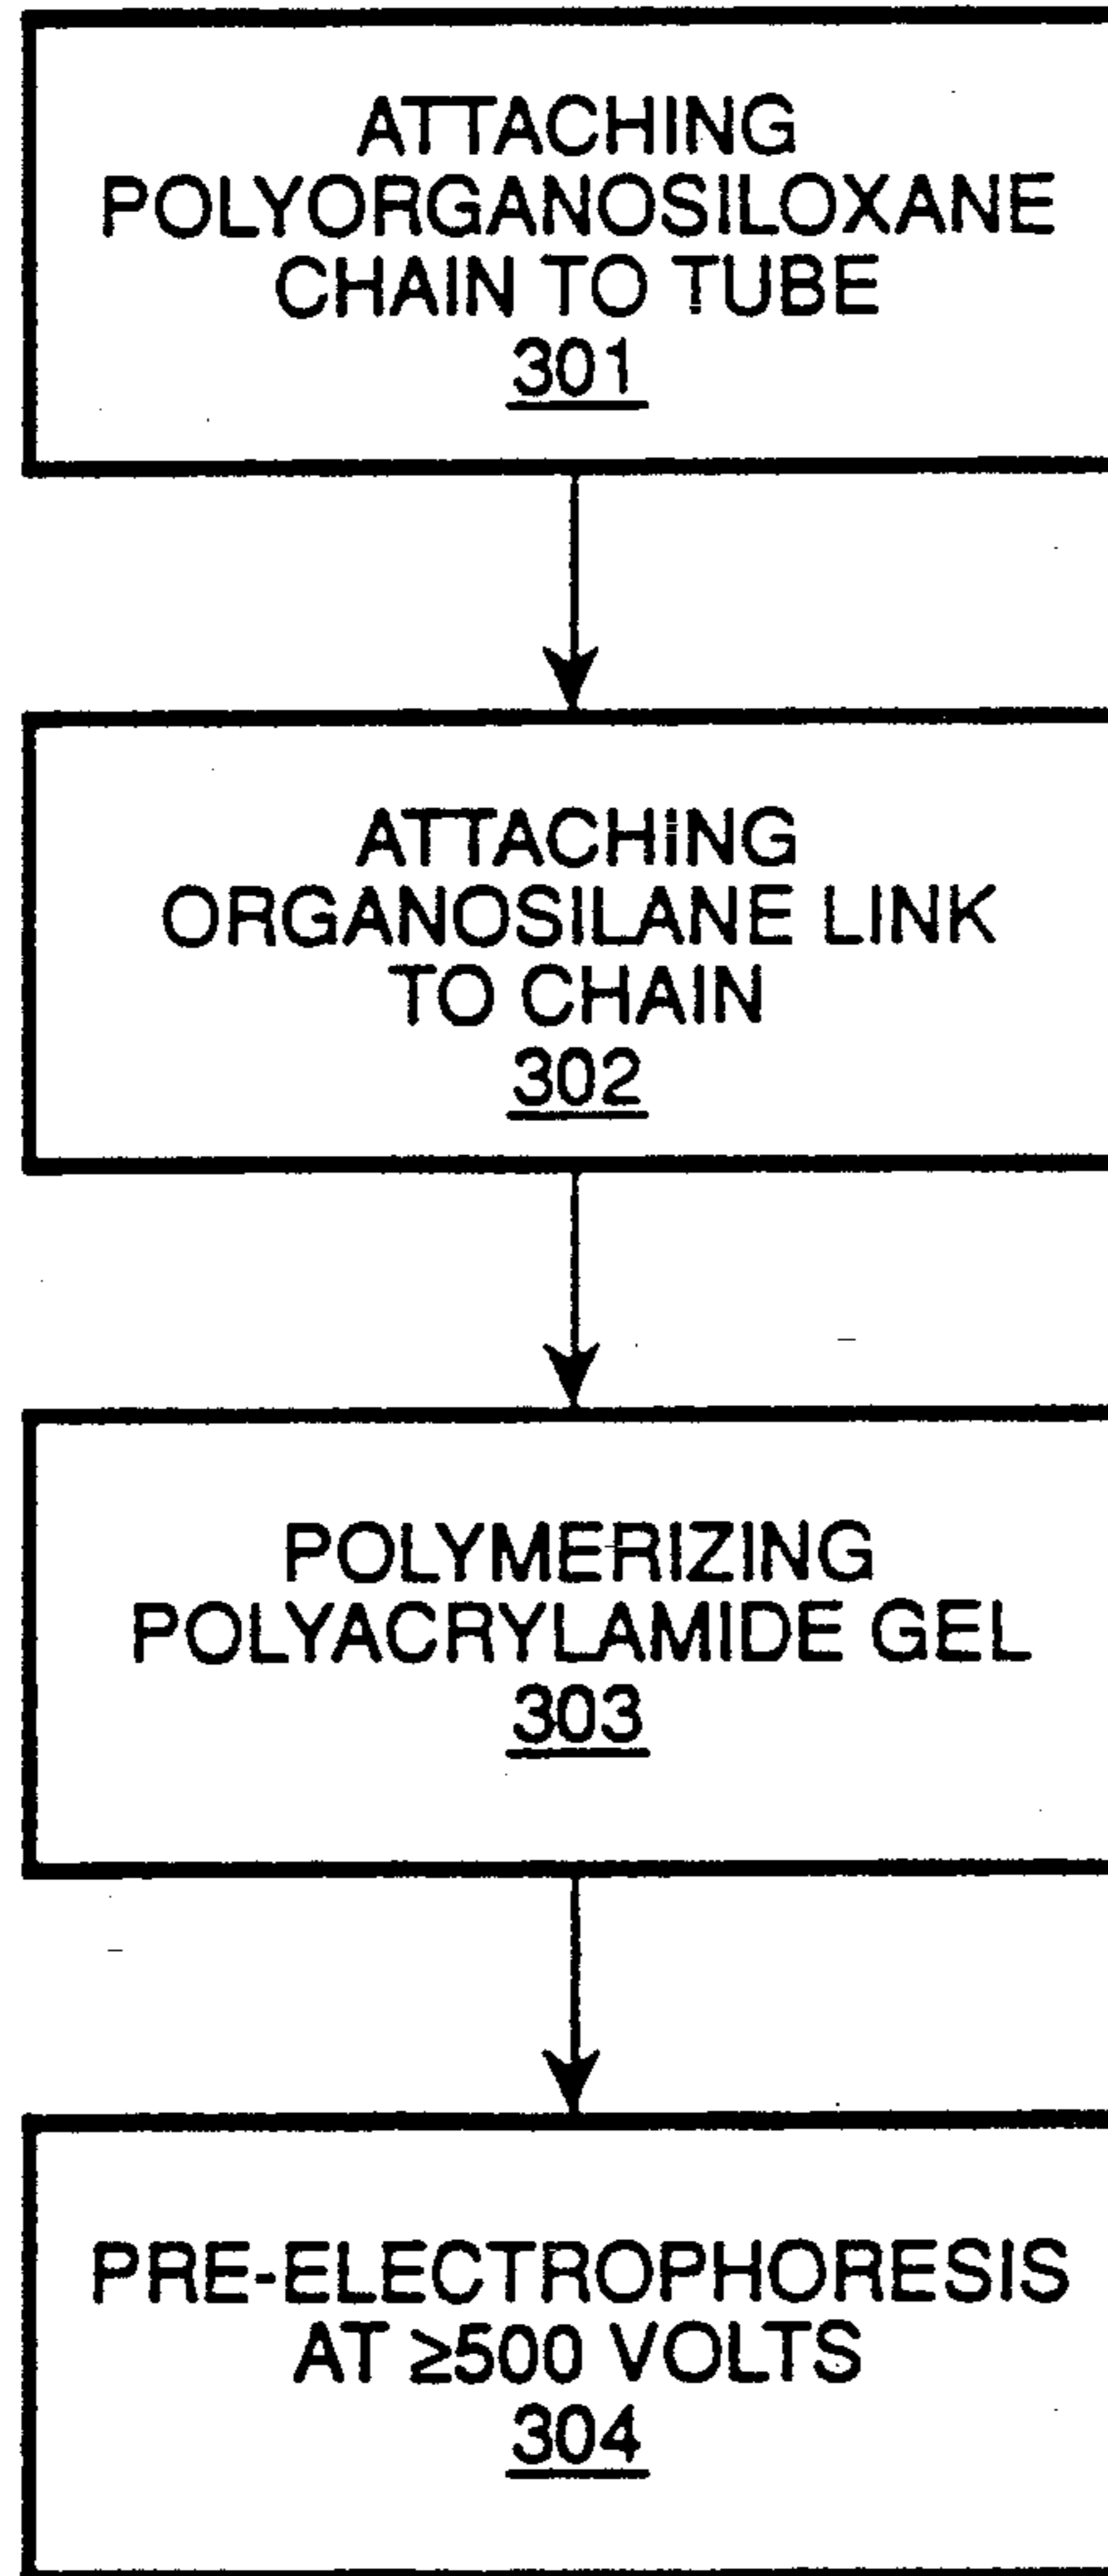 ATTACHING
POLYORGANOSILOXANE
CHAIN TO TUBE
301
ATTACHING
ORGANOSILANE LINK
TO CHAIN
302
POLYMERIZING
POLYACRYLAMIDE GEL
303
PRE-ELECTROPHORESIS
AT ≥500 VOLTS
304